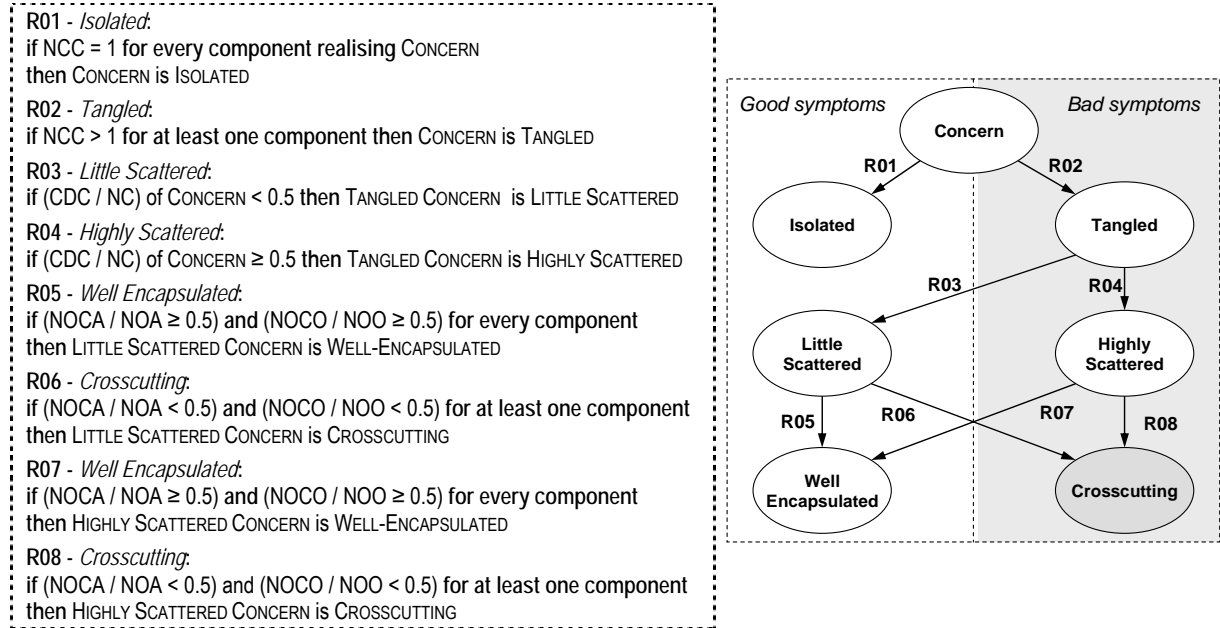 R01 - Isolated:
if NCC = 1 for every component realising CONCERN
then CONCERN is ISOLATED
R02 - Tangled:
if NCC > 1 for at least one component then CONCERN is TANGLED
R03 - Little Scattered:
if (CDC / NC) of CONCERN < 0.5 then TANGLED CONCERN is LITTLE SCATTERED
R04 - Highly Scattered:
if (CDC / NC) of CONCERN ≥ 0.5 then TANGLED CONCERN is HIGHLY SCATTERED
R05 - Well Encapsulated:
if (NOCA / NOA ≥ 0.5) and (NOCO / NOO ≥ 0.5) for every component
then LITTLE SCATTERED CONCERN is WELL-ENCAPSULATED
R06 - Crosscutting:
if (NOCA / NOA < 0.5) and (NOCO / NOO < 0.5) for at least one component
then LITTLE SCATTERED CONCERN is CROSSCUTTING
R07 - Well Encapsulated:
if (NOCA / NOA ≥ 0.5) and (NOCO / NOO ≥ 0.5) for every component
then HIGHLY SCATTERED CONCERN is WELL-ENCAPSULATED
R08 - Crosscutting:
if (NOCA / NOA < 0.5) and (NOCO / NOO < 0.5) for at least one component
then HIGHLY SCATTERED CONCERN is CROSSCUTTING
Good symptoms
Bad symptoms
Concern
R01
R02
Isolated
Tangled
R03
R04
Little
Scattered
Highly
Scattered
R05
R06
R07
R08
Well
Encapsulated
Crosscutting